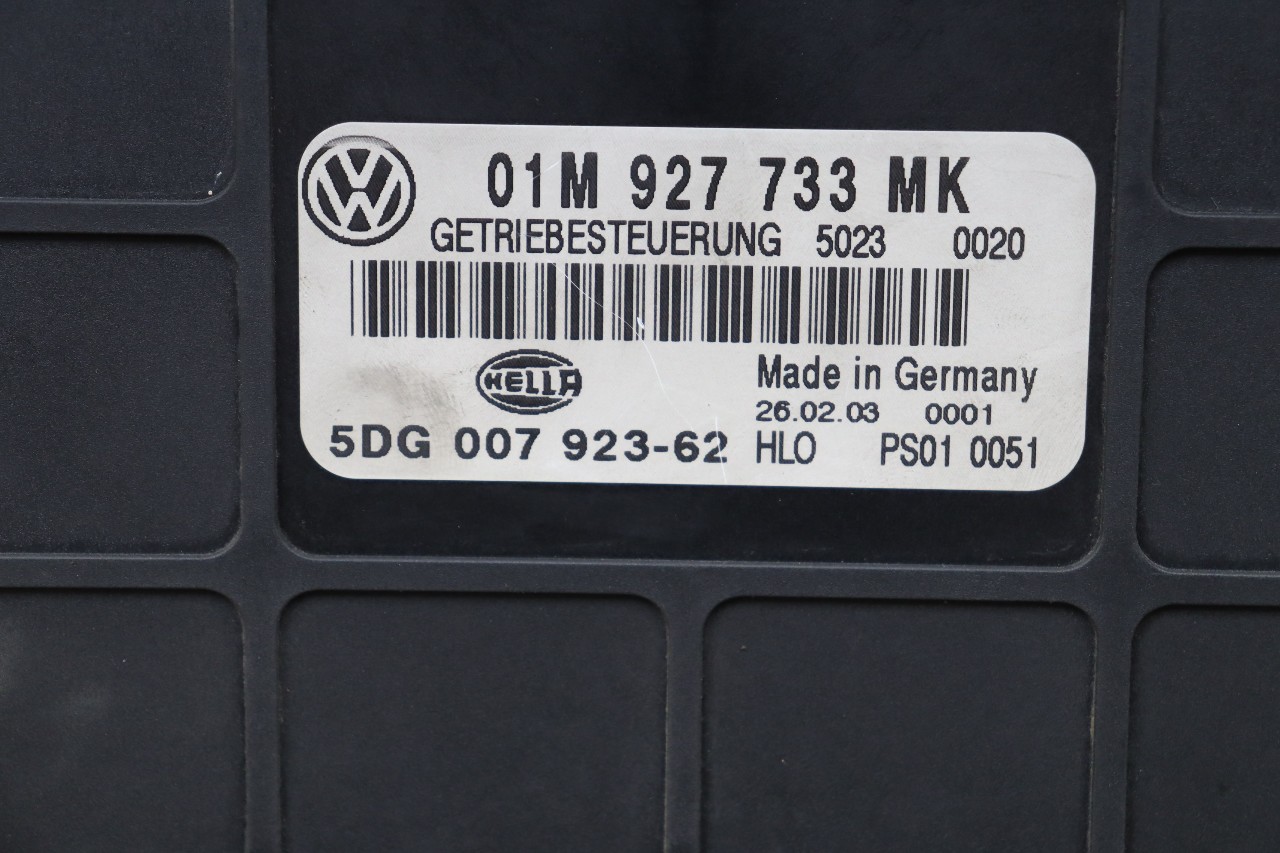 01M 927 733 MK
GETRIEBESTEUERUNG 5023 0020
HELLA
Made in Germany
26.02.03 0001
5DG 007 923-62 HLO PS01 0051